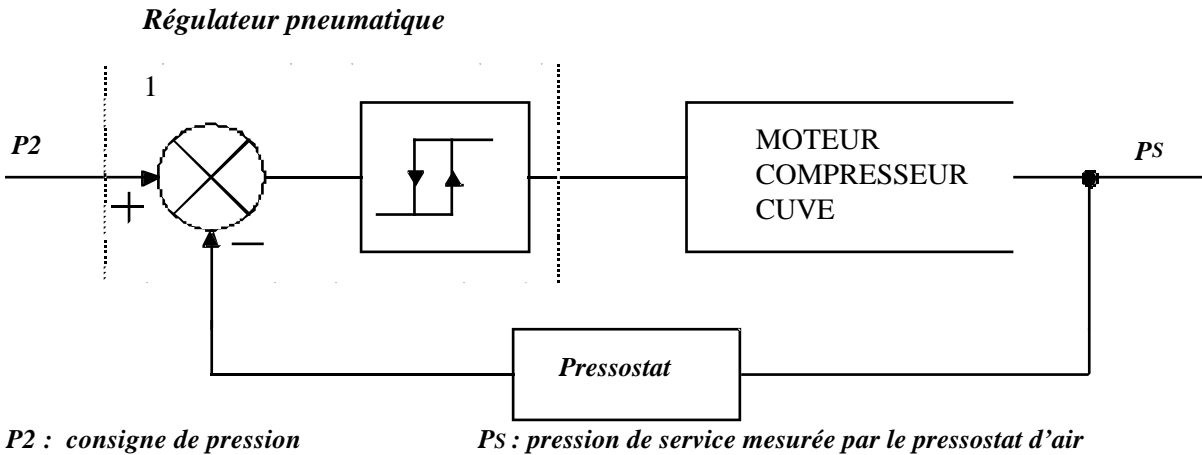 Régulateur pneumatique
1
P2
+
−
MOTEUR
COMPRESSEUR
CUVE
PS
Pressostat
P2 : consigne de pression
PS : pression de service mesurée par le pressostat d’air